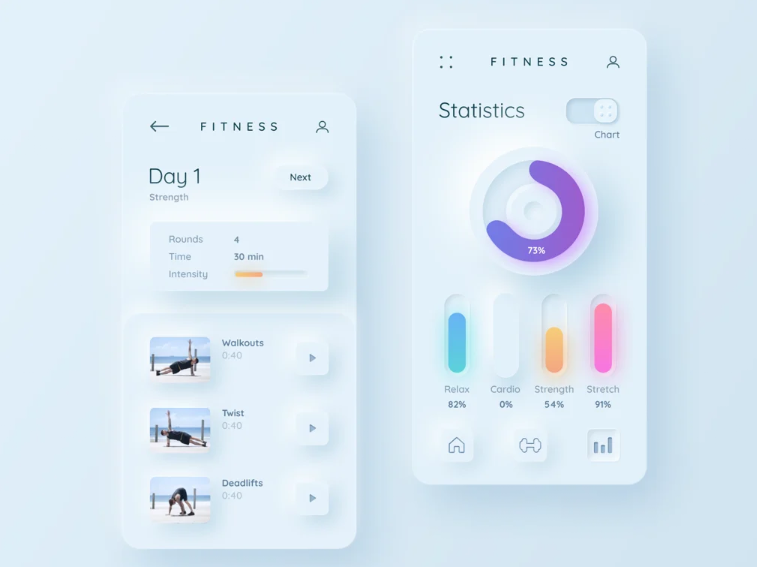 FITNESS
Day 1
Next
Strength
Rounds 4
Time 30 min
Intensity
Walkouts
0:40
Twist
0:40
Deadlifts
0:40
FITNESS
Statistics
Chart
73%
Relax Cardio Strength Stretch
82% 0% 54% 91%